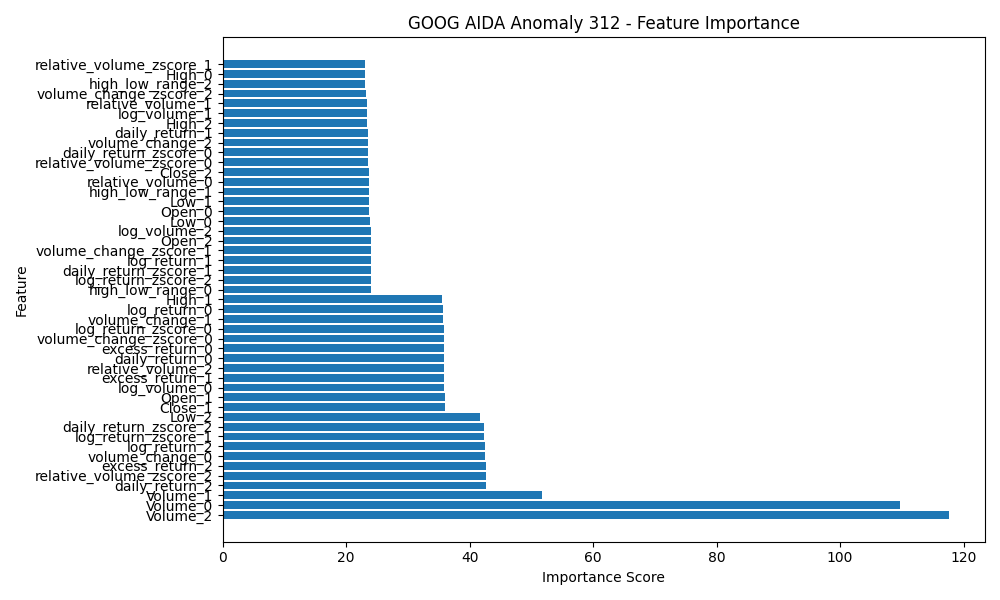 GOOG AIDA Anomaly 312 - Feature Importance
relative_volume_zscore_1
High_0
high_low_range_2
volume_change_zscore_2
relative_volume_1
log_volume_1
High_2
daily_return_1
volume_change_2
daily_return_zscore_0
relative_volume_zscore_0
Close_2
relative_volume_0
high_low_range_1
Low_1
Open_0
Low_0
log_volume_2
Open_2
volume_change_zscore_1
log_return_1
daily_return_zscore_1
log_return_zscore_2
high_low_range_0
High_1
log_return_0
volume_change_1
log_return_zscore_0
volume_change_zscore_0
excess_return_0
daily_return_0
relative_volume_2
excess_return_1
log_volume_0
Open_1
Close_1
Low_2
daily_return_zscore_2
log_return_zscore_1
log_return_2
volume_change_0
excess_return_2
relative_volume_zscore_2
daily_return_2
Volume_1
Volume_0
Volume_2
Feature
0 20 40 60 80 100 120
Importance Score